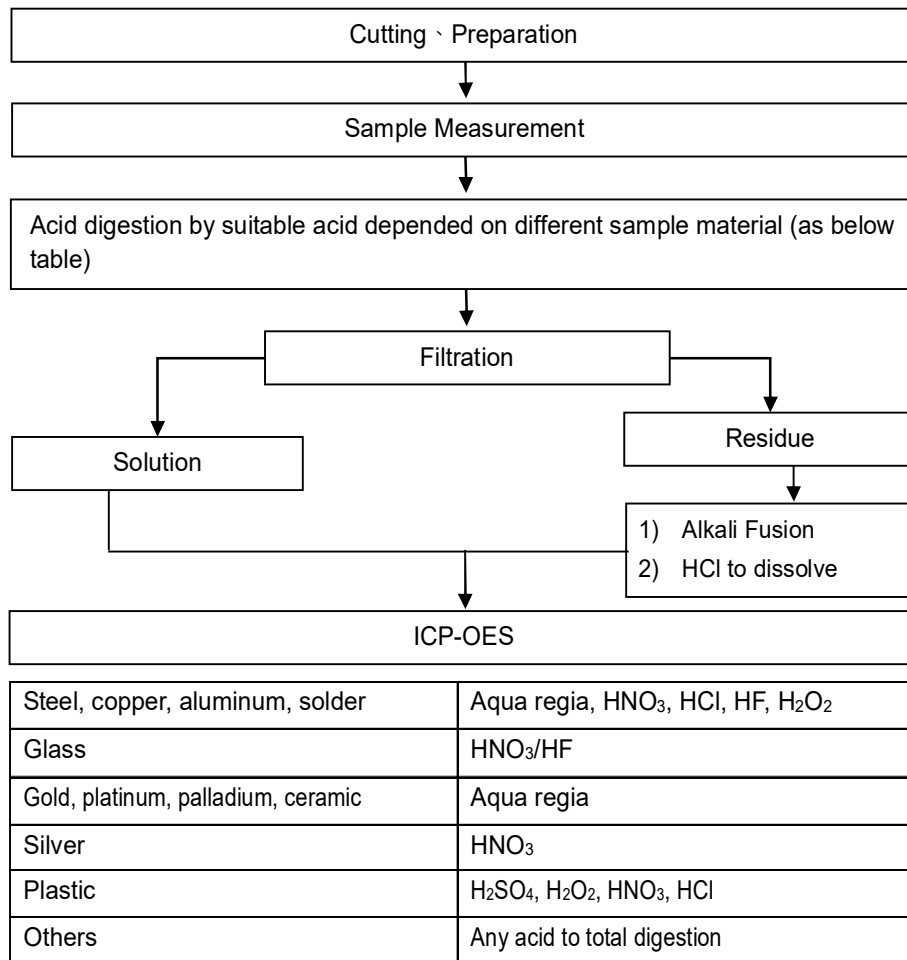 Cutting、Preparation
Sample Measurement
Acid digestion by suitable acid depended on different sample material (as below
table)
Filtration
Solution
Residue
1) Alkali Fusion
2) HCl to dissolve
ICP-OES
Steel, copper, aluminum, solder
Aqua regia, HNO₃, HCl, HF, H₂O₂
Glass
HNO₃/HF
Gold, platinum, palladium, ceramic
Aqua regia
Silver
HNO₃
Plastic
H₂SO₄, H₂O₂, HNO₃, HCl
Others
Any acid to total digestion